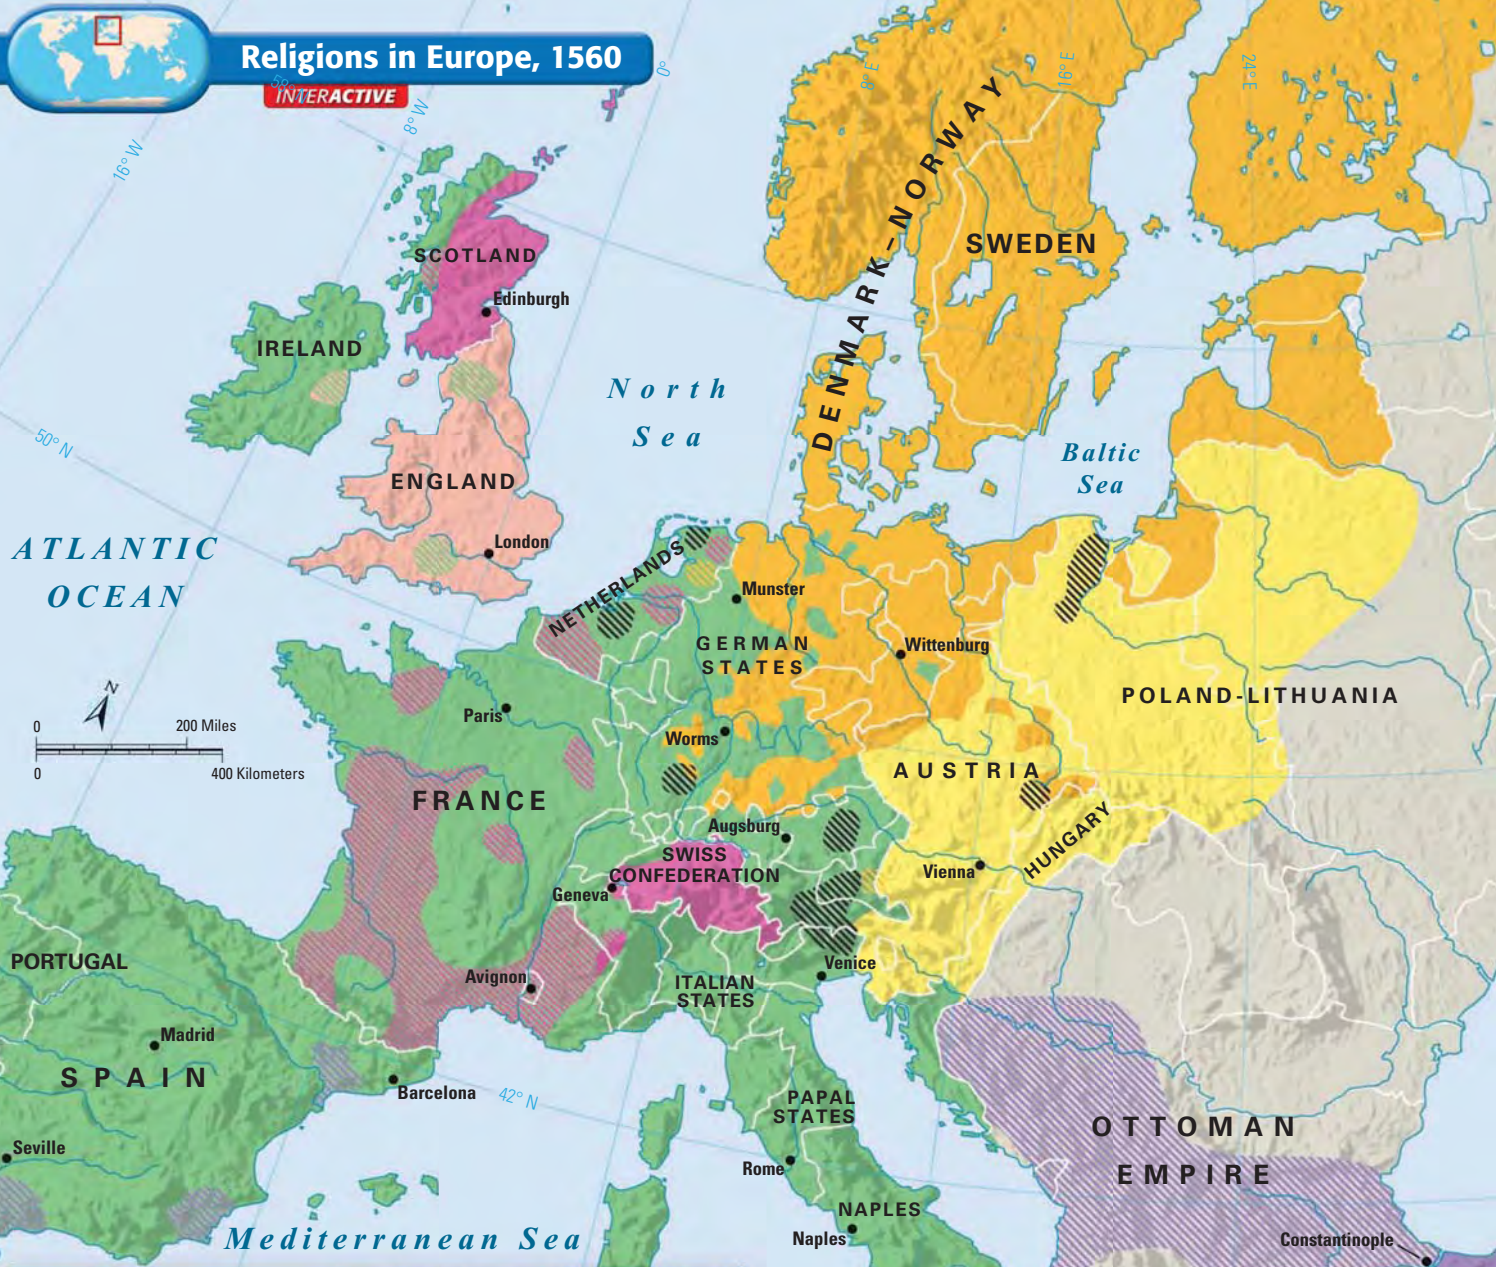 Religions in Europe, 1560
INTERACTIVE
58° N
16° W
8° W
0°
8° E
16° E
24° E
DENMARK–NORWAY
SWEDEN
SCOTLAND
Edinburgh
IRELAND
North
Sea
Baltic
Sea
50° N
ENGLAND
London
ATLANTIC
OCEAN
NETHERLANDS
Munster
GERMAN
STATES
Wittenburg
POLAND-LITHUANIA
N
0
200 Miles
0
400 Kilometers
Paris
Worms
FRANCE
AUSTRIA
Augsburg
HUNGARY
SWISS
CONFEDERATION
Geneva
Vienna
PORTUGAL
Avignon
Venice
ITALIAN
STATES
Madrid
SPAIN
Barcelona
42° N
PAPAL
STATES
OTTOMAN
EMPIRE
Seville
Rome
NAPLES
Naples
Mediterranean Sea
Constantinople